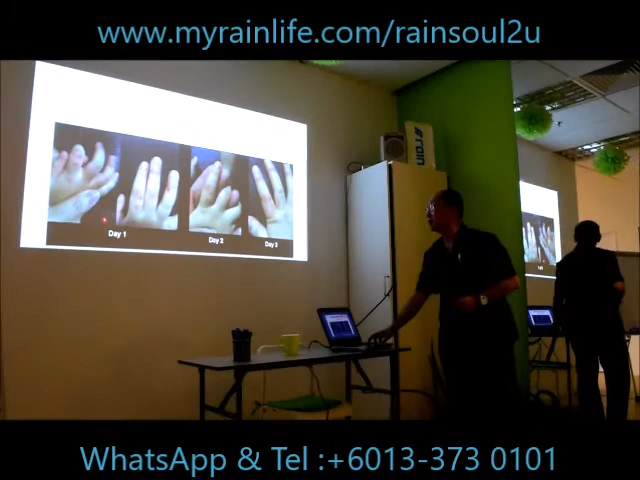 www.myrainlife.com/rainsoul2u
rain
Day 1
Day 2
Day 3
WhatsApp & Tel :+6013-373 0101